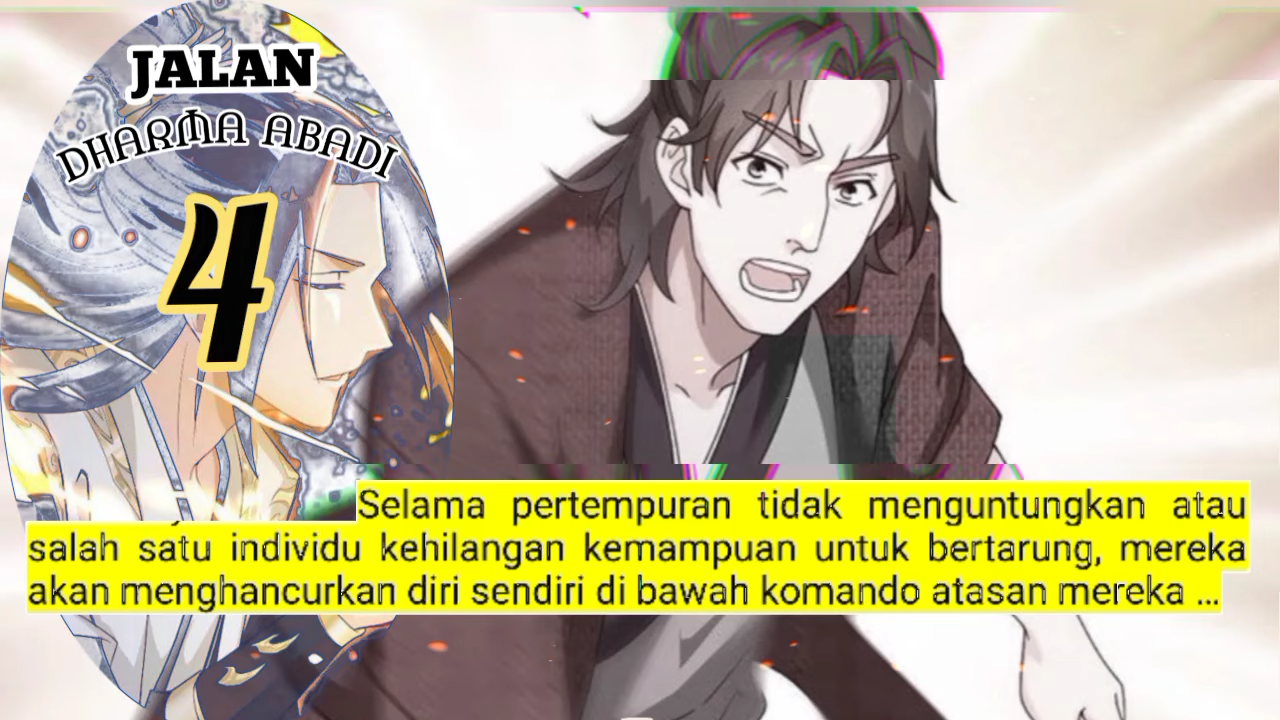 JALAN
DHARMA ABADI
4
Selama pertempuran tidak menguntungkan atau
salah satu individu kehilangan kemampuan untuk bertarung, mereka
akan menghancurkan diri sendiri di bawah komando atasan mereka ...